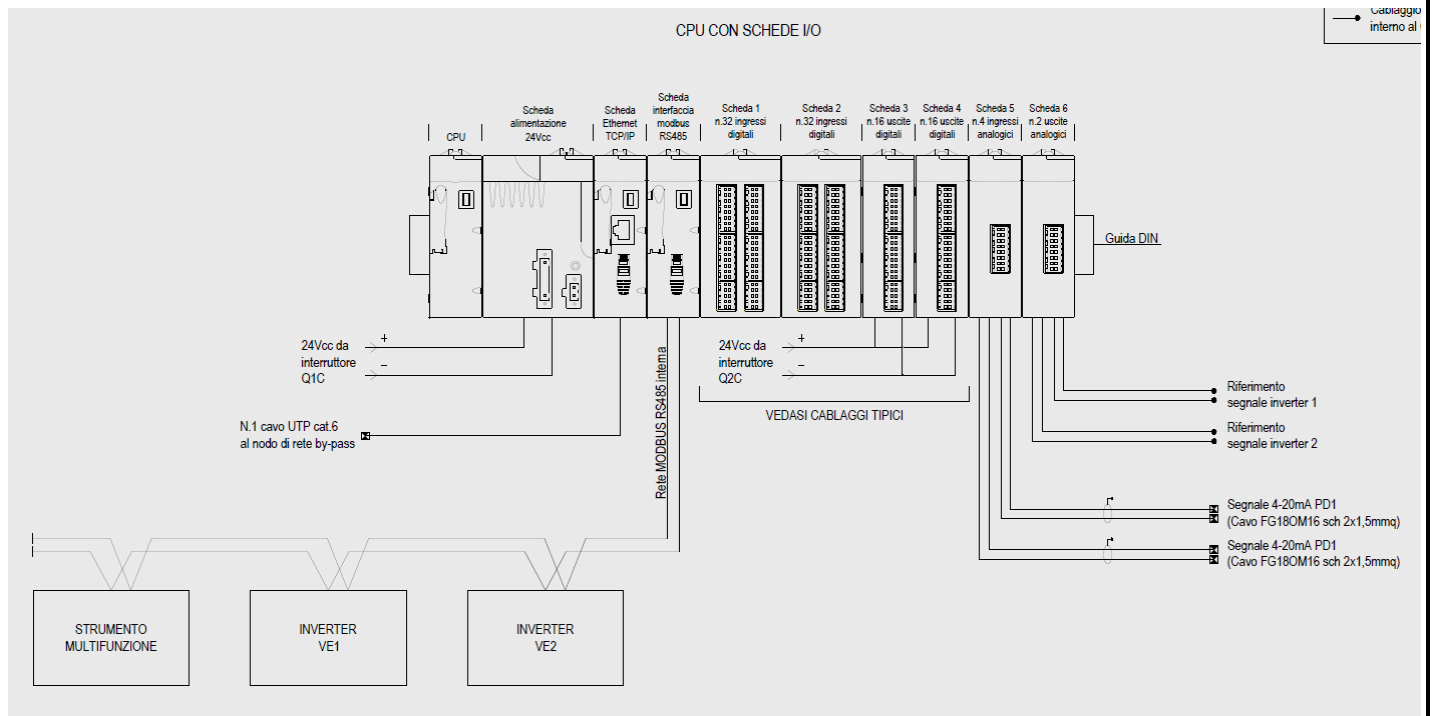 CPU CON SCHEDE I/O
Cablaggio
interno al
CPU
Scheda
alimentazione
24Vcc
Scheda
Ethernet
TCP/IP
Scheda
interfaccia
modbus
RS485
Scheda 1
n.32 ingressi
digitali
Scheda 2
n.32 ingressi
digitali
Scheda 3
n.16 uscite
digitali
Scheda 4
n.16 uscite
digitali
Scheda 5
n.4 ingressi
analogici
Scheda 6
n.2 uscite
analogici
Guida DIN
24Vcc da
interruttore
Q1C
+
–
24Vcc da
interruttore
Q2C
+
–
VEDASI CABLAGGI TIPICI
N.1 cavo UTP cat.6
al nodo di rete by-pass
Rete MODBUS RS485 interna
Riferimento
segnale inverter 1
Riferimento
segnale inverter 2
Segnale 4-20mA PD1
(Cavo FG18OM16 sch 2x1,5mmq)
Segnale 4-20mA PD1
(Cavo FG18OM16 sch 2x1,5mmq)
STRUMENTO
MULTIFUNZIONE
INVERTER
VE1
INVERTER
VE2